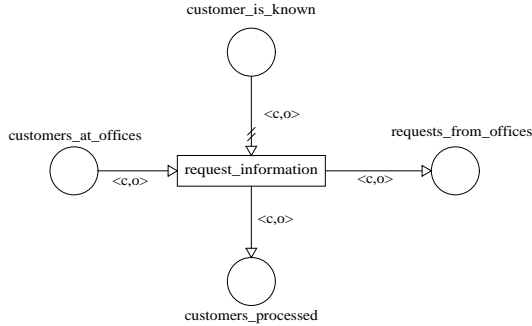 customer_is_known
<c,o>
customers_at_offices
requests_from_offices
request_information
<c,o>
<c,o>
<c,o>
customers_processed